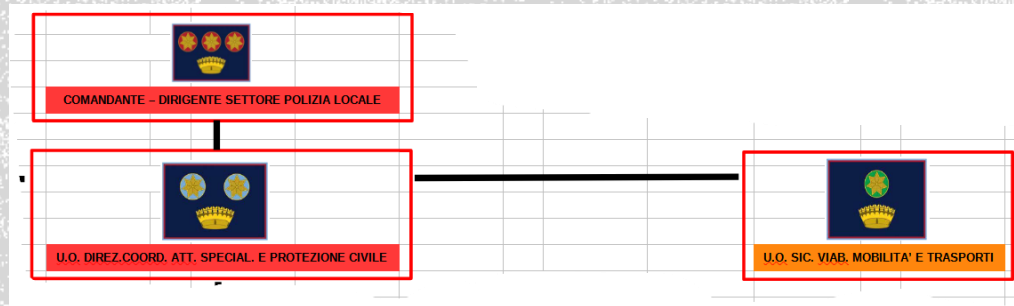 COMANDANTE – DIRIGENTE SETTORE POLIZIA LOCALE
U.O. DIREZ.COORD. ATT. SPECIAL. E PROTEZIONE CIVILE
U.O. SIC. VIAB. MOBILITA' E TRASPORTI